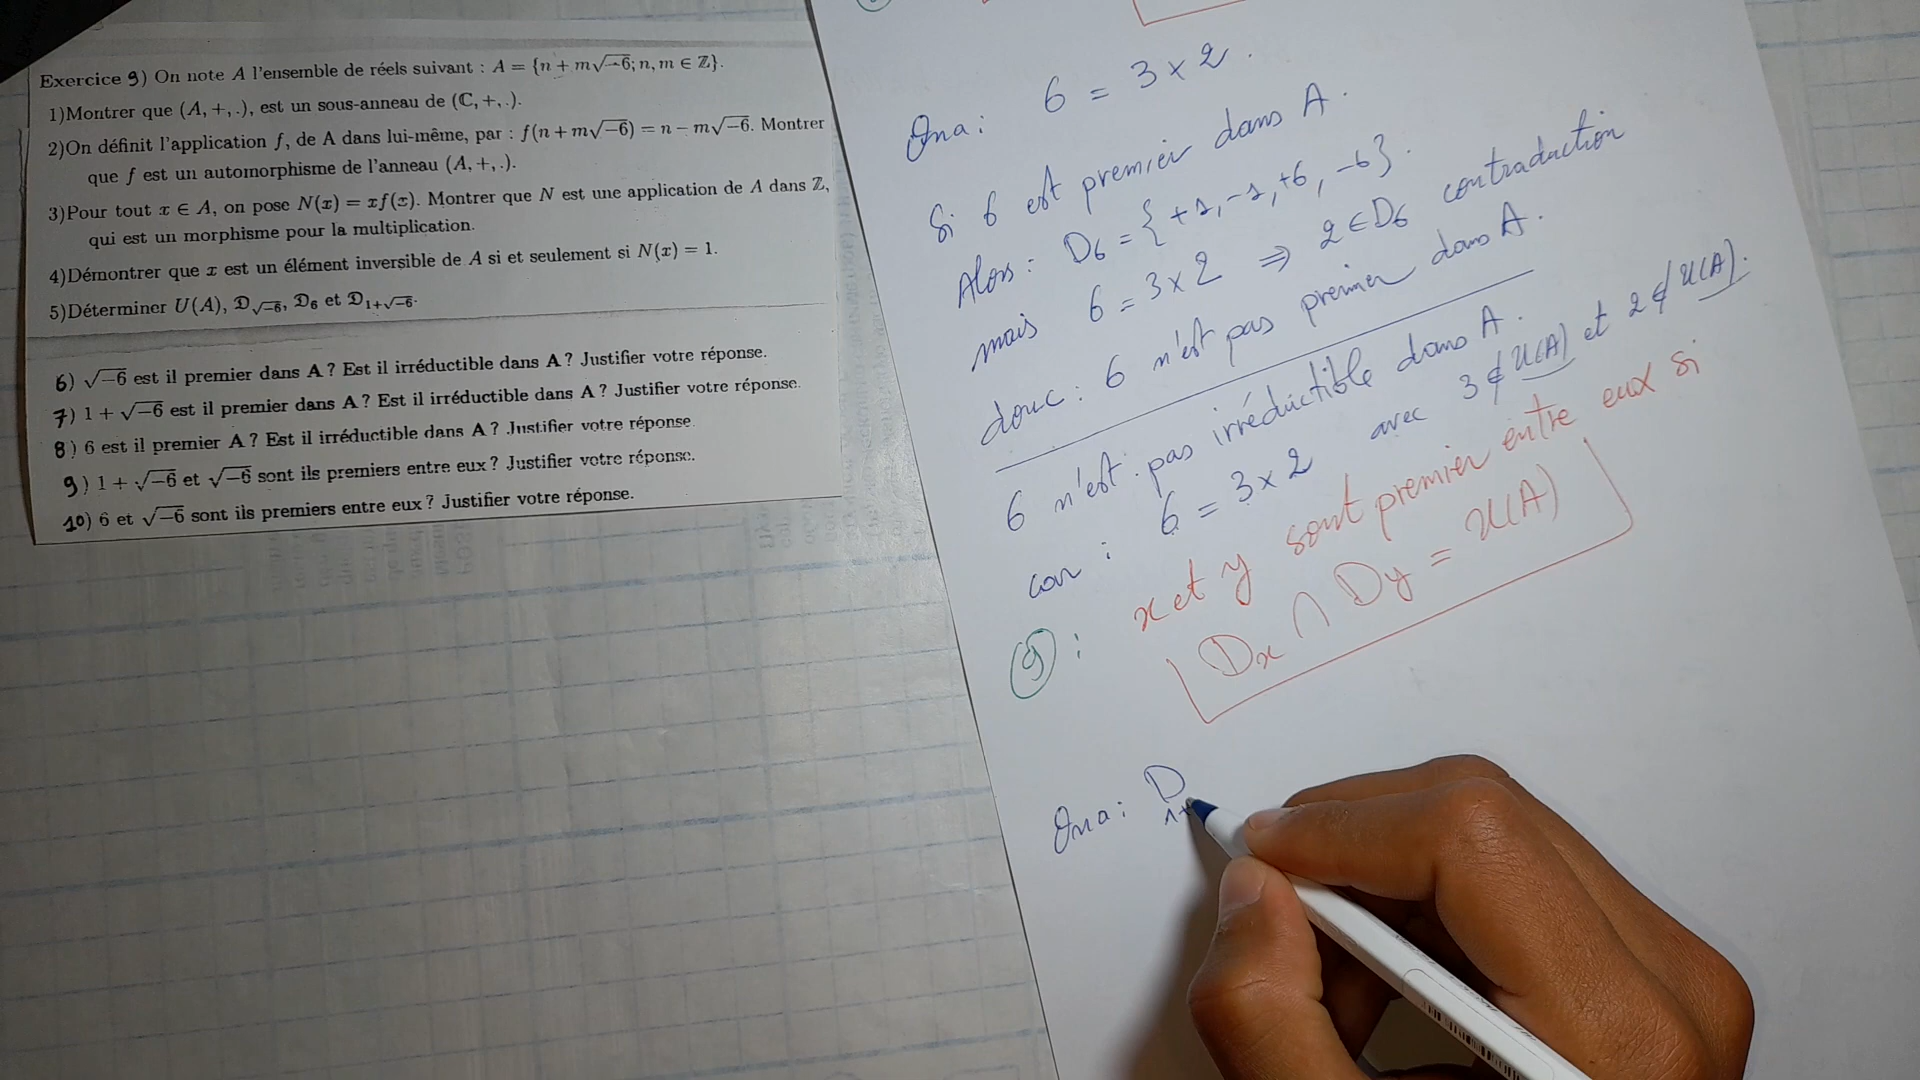 Exercice 9) On note A l'ensemble de réels suivant : A = {n + m√−6; n, m ∈ ℤ}.
1)Montrer que (A, +, .), est un sous-anneau de (ℂ, +, .).
2)On définit l'application f, de A dans lui-même, par : f(n + m√−6) = n − m√−6. Montrer
que f est un automorphisme de l'anneau (A, +, .).
3)Pour tout x ∈ A, on pose N(x) = xf(x). Montrer que N est une application de A dans ℤ,
qui est un morphisme pour la multiplication.
4)Démontrer que x est un élément inversible de A si et seulement si N(x) = 1.
5)Déterminer U(A), D√−6, D6 et D1+√−6.
6) √−6 est il premier dans A ? Est il irréductible dans A ? Justifier votre réponse.
7) 1 + √−6 est il premier dans A ? Est il irréductible dans A ? Justifier votre réponse.
8) 6 est il premier A ? Est il irréductible dans A ? Justifier votre réponse.
9) 1 + √−6 et √−6 sont ils premiers entre eux ? Justifier votre réponse.
10) 6 et √−6 sont ils premiers entre eux ? Justifier votre réponse.
Ona : 6 = 3 × 2 .
Si 6 est premier dans A .
Alors : D6 = { +1, -1, +6, -6 } .
mais 6 = 3 × 2 ⇒ 2 ∈ D6 contradiction
donc : 6 n'est pas premier dans A .
6 n'est pas irréductible dans A .
car : 6 = 3 × 2 avec 3 ∉ U(A) et 2 ∉ U(A).
9 : x et y sont premier entre eux si
Dx ∩ Dy = U(A)
Ona : D1+